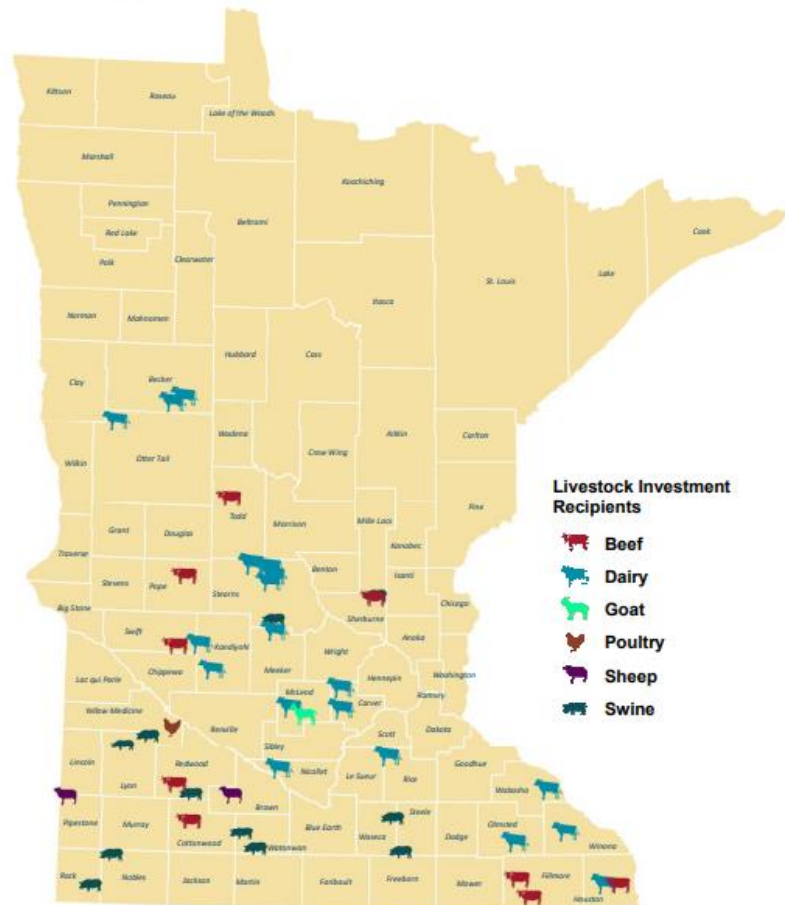 Kittson
Roseau
Lake of the Woods
Marshall
Koochiching
Pennington
Beltrami
Red Lake
Cook
Polk
Clearwater
St. Louis
Lake
Itasca
Norman
Mahnomen
Hubbard
Cass
Clay
Becker
Wadena
Aitkin
Carlton
Crow Wing
Wilkin
Otter Tail
Livestock Investment
Recipients
Pine
Todd
Morrison
Mille Lacs
Grant
Douglas
Kanabec
Beef
Traverse
Benton
Isanti
Dairy
Stevens
Pope
Stearns
Chisago
Big Stone
Sherburne
Goat
Swift
Kandiyohi
Anoka
Poultry
Wright
Chippewa
Meeker
Washington
Lac qui Parle
Hennepin
Sheep
McLeod
Ramsey
Carver
Yellow Medicine
Swine
Renville
Scott
Dakota
Sibley
Lincoln
Redwood
Nicollet
Le Sueur
Rice
Goodhue
Lyon
Wabasha
Brown
Steele
Pipestone
Murray
Blue Earth
Waseca
Dodge
Olmsted
Cottonwood
Watonwan
Winona
Rock
Nobles
Jackson
Martin
Faribault
Freeborn
Mower
Fillmore
Houston